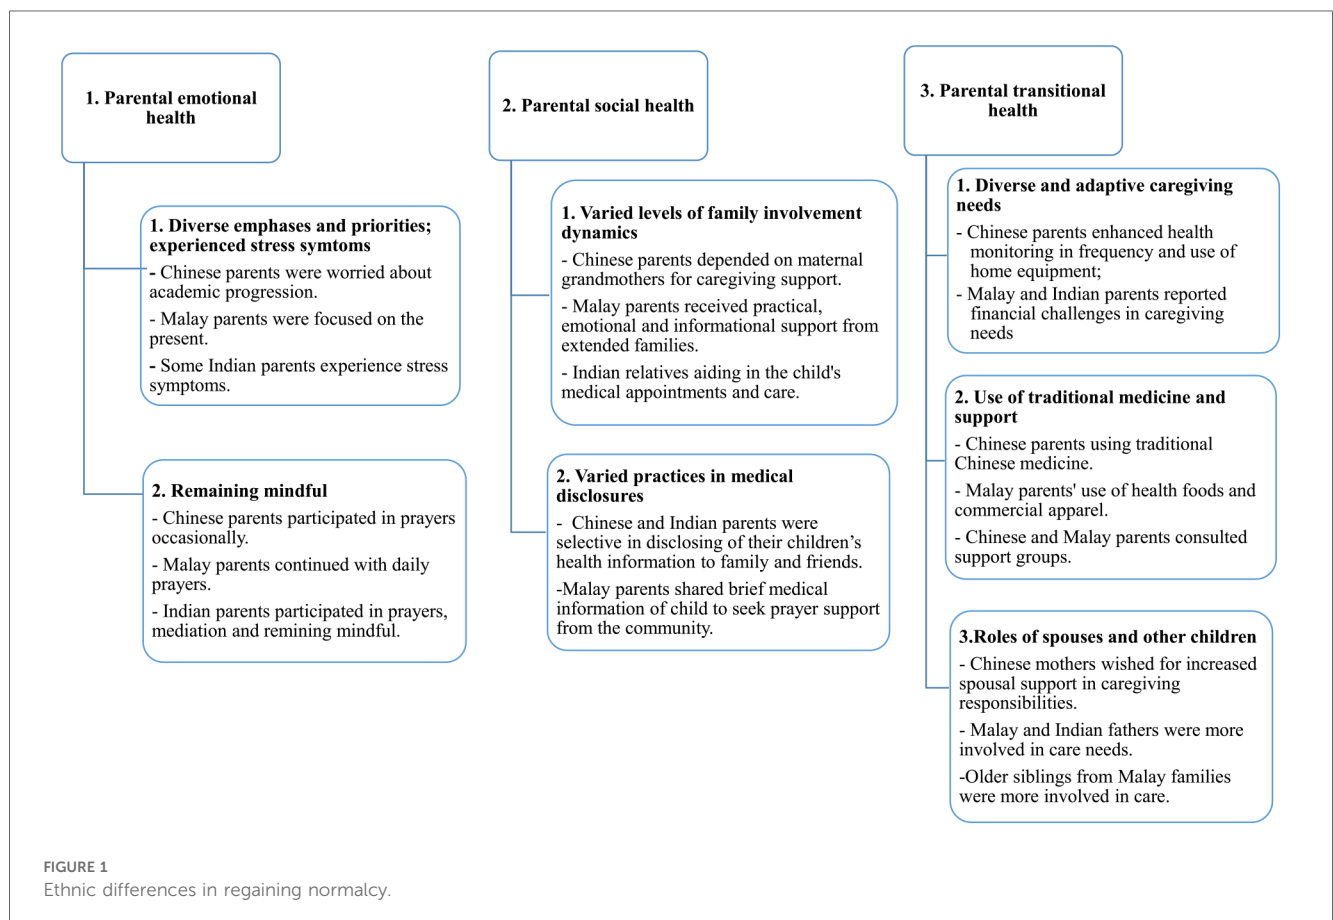 1. Parental emotional
health
1. Diverse emphases and priorities;
experienced stress symtoms
- Chinese parents were worried about
academic progression.
- Malay parents were focused on the
present.
- Some Indian parents experience stress
symptoms.
2. Remaining mindful
- Chinese parents participated in prayers
occasionally.
- Malay parents continued with daily
prayers.
- Indian parents participated in prayers,
mediation and remining mindful.
2. Parental social health
1. Varied levels of family involvement
dynamics
- Chinese parents depended on maternal
grandmothers for caregiving support.
- Malay parents received practical,
emotional and informational support from
extended families.
- Indian relatives aiding in the child's
medical appointments and care.
2. Varied practices in medical
disclosures
- Chinese and Indian parents were
selective in disclosing of their children’s
health information to family and friends.
-Malay parents shared brief medical
information of child to seek prayer support
from the community.
3. Parental transitional
health
1. Diverse and adaptive caregiving
needs
- Chinese parents enhanced health
monitoring in frequency and use of
home equipment;
- Malay and Indian parents reported
financial challenges in caregiving
needs
2. Use of traditional medicine and
support
- Chinese parents using traditional
Chinese medicine.
- Malay parents' use of health foods and
commercial apparel.
- Chinese and Malay parents consulted
support groups.
3.Roles of spouses and other children
- Chinese mothers wished for increased
spousal support in caregiving
responsibilities.
- Malay and Indian fathers were more
involved in care needs.
-Older siblings from Malay families
were more involved in care.
FIGURE 1
Ethnic differences in regaining normalcy.